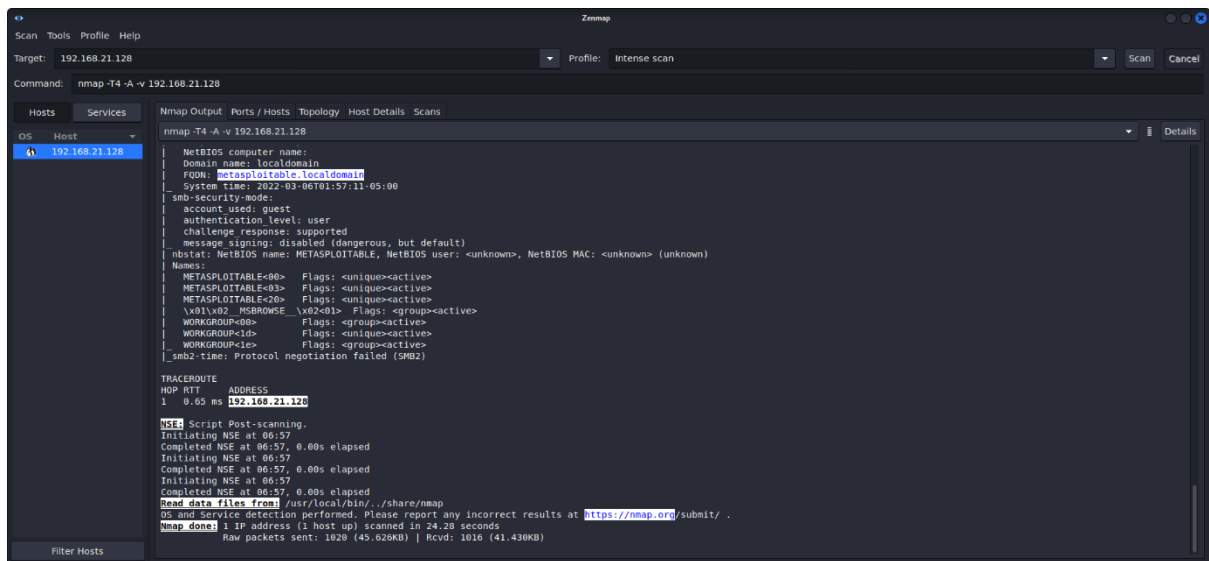 Zenmap
Scan Tools Profile Help
Target: 192.168.21.128 Profile: Intense scan Scan Cancel
Command: nmap -T4 -A -v 192.168.21.128
Hosts Services
OS Host
192.168.21.128
Filter Hosts
Nmap Output Ports / Hosts Topology Host Details Scans
nmap -T4 -A -v 192.168.21.128 Details
|   NetBIOS computer name:
|   Domain name: localdomain
|   FQDN: metasploitable.localdomain
|_  System time: 2022-03-06T01:57:11-05:00
| smb-security-mode:
|   account_used: guest
|   authentication_level: user
|   challenge_response: supported
|_  message_signing: disabled (dangerous, but default)
| nbstat: NetBIOS name: METASPLOITABLE, NetBIOS user: <unknown>, NetBIOS MAC: <unknown> (unknown)
| Names:
|   METASPLOITABLE<00>   Flags: <unique><active>
|   METASPLOITABLE<03>   Flags: <unique><active>
|   METASPLOITABLE<20>   Flags: <unique><active>
|   \x01\x02__MSBROWSE__\x02<01>  Flags: <group><active>
|   WORKGROUP<00>        Flags: <group><active>
|   WORKGROUP<1d>        Flags: <unique><active>
|_  WORKGROUP<1e>        Flags: <group><active>
|_smb2-time: Protocol negotiation failed (SMB2)
TRACEROUTE
HOP RTT     ADDRESS
1   0.65 ms 192.168.21.128
NSE: Script Post-scanning.
Initiating NSE at 06:57
Completed NSE at 06:57, 0.00s elapsed
Initiating NSE at 06:57
Completed NSE at 06:57, 0.00s elapsed
Initiating NSE at 06:57
Completed NSE at 06:57, 0.00s elapsed
Read data files from: /usr/local/bin/../share/nmap
OS and Service detection performed. Please report any incorrect results at https://nmap.org/submit/ .
Nmap done: 1 IP address (1 host up) scanned in 24.28 seconds
Raw packets sent: 1020 (45.626KB) | Rcvd: 1016 (41.430KB)